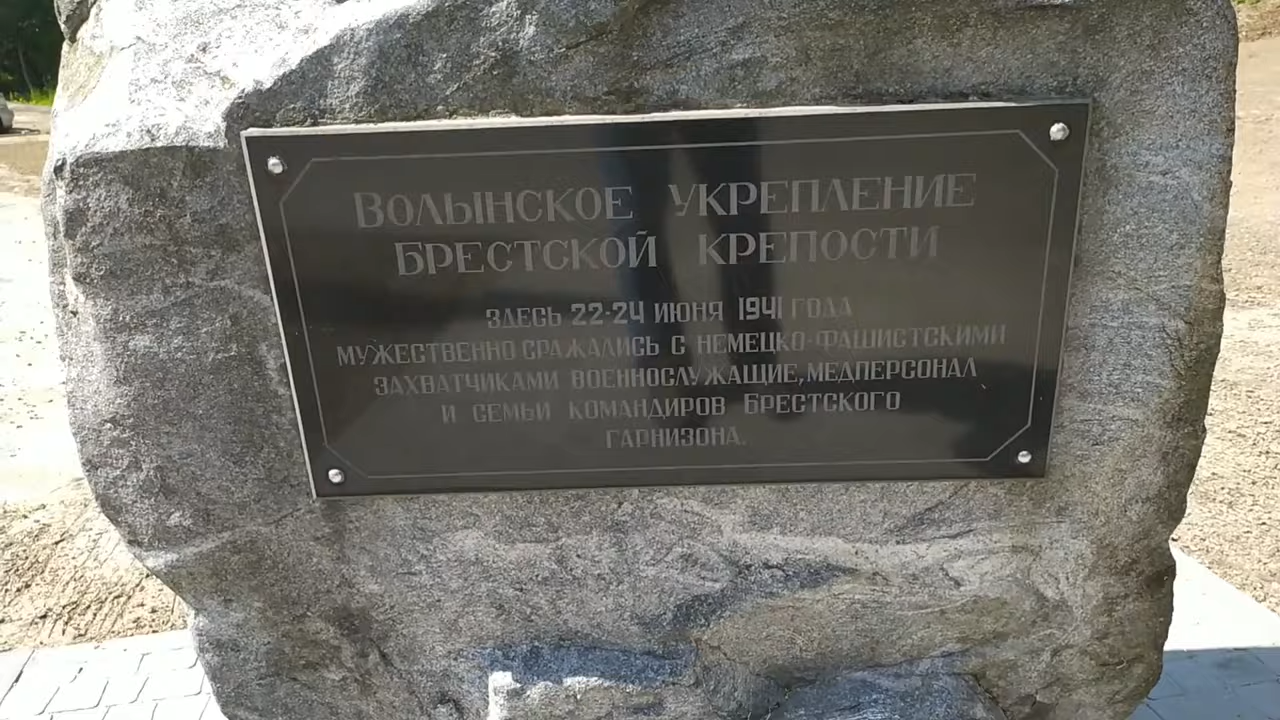 ВОЛЫНСКОЕ УКРЕПЛЕНИЕ
БРЕСТСКОЙ КРЕПОСТИ
ЗДЕСЬ 22-24 ИЮНЯ 1941 ГОДА
МУЖЕСТВЕННО СРАЖАЛИСЬ С НЕМЕЦКО-ФАШИСТСКИМИ
ЗАХВАТЧИКАМИ ВОЕННОСЛУЖАЩИЕ, МЕДПЕРСОНАЛ
И СЕМЬИ КОМАНДИРОВ БРЕСТСКОГО
ГАРНИЗОНА.